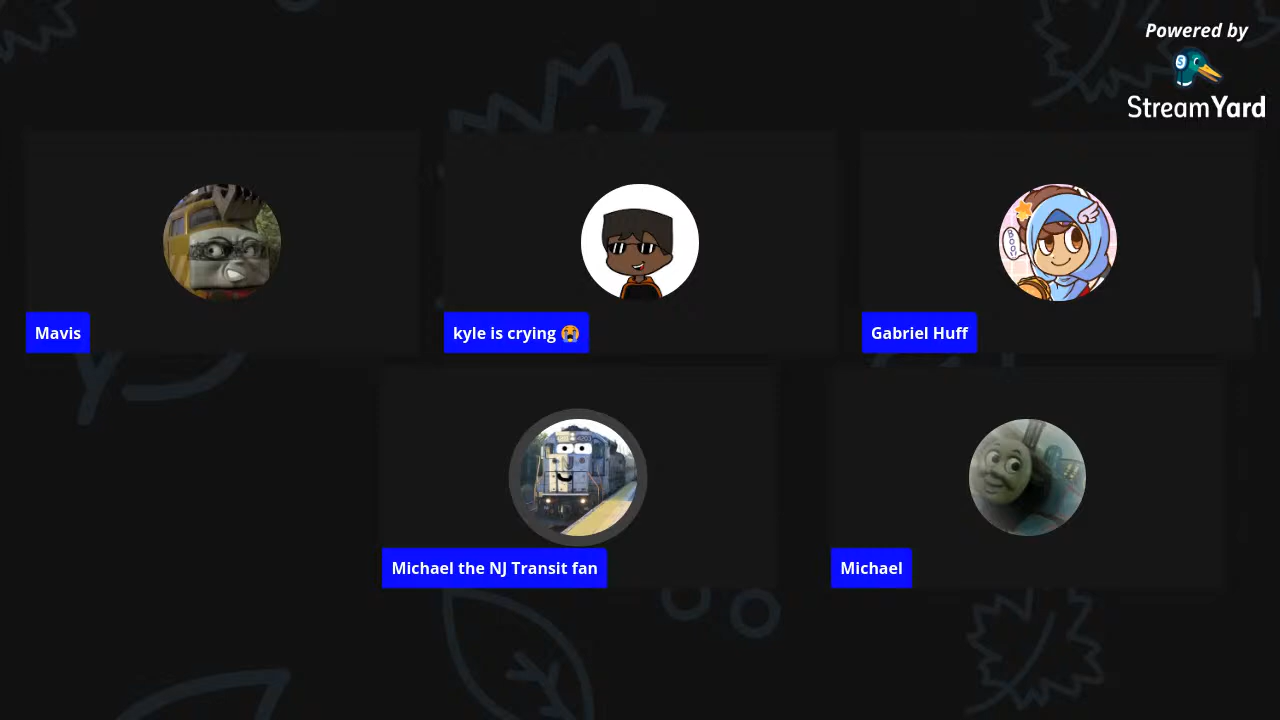 Powered by
StreamYard
Mavis
kyle is crying 😭
Gabriel Huff
Michael the NJ Transit fan
Michael